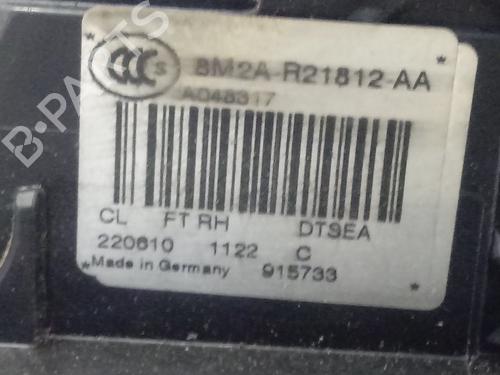 CCC S 8M2A-R21812-AA
A048317
CL FT RH DTSEA
220610 1122 C
*Made in Germany 915733 *
B-PARTS